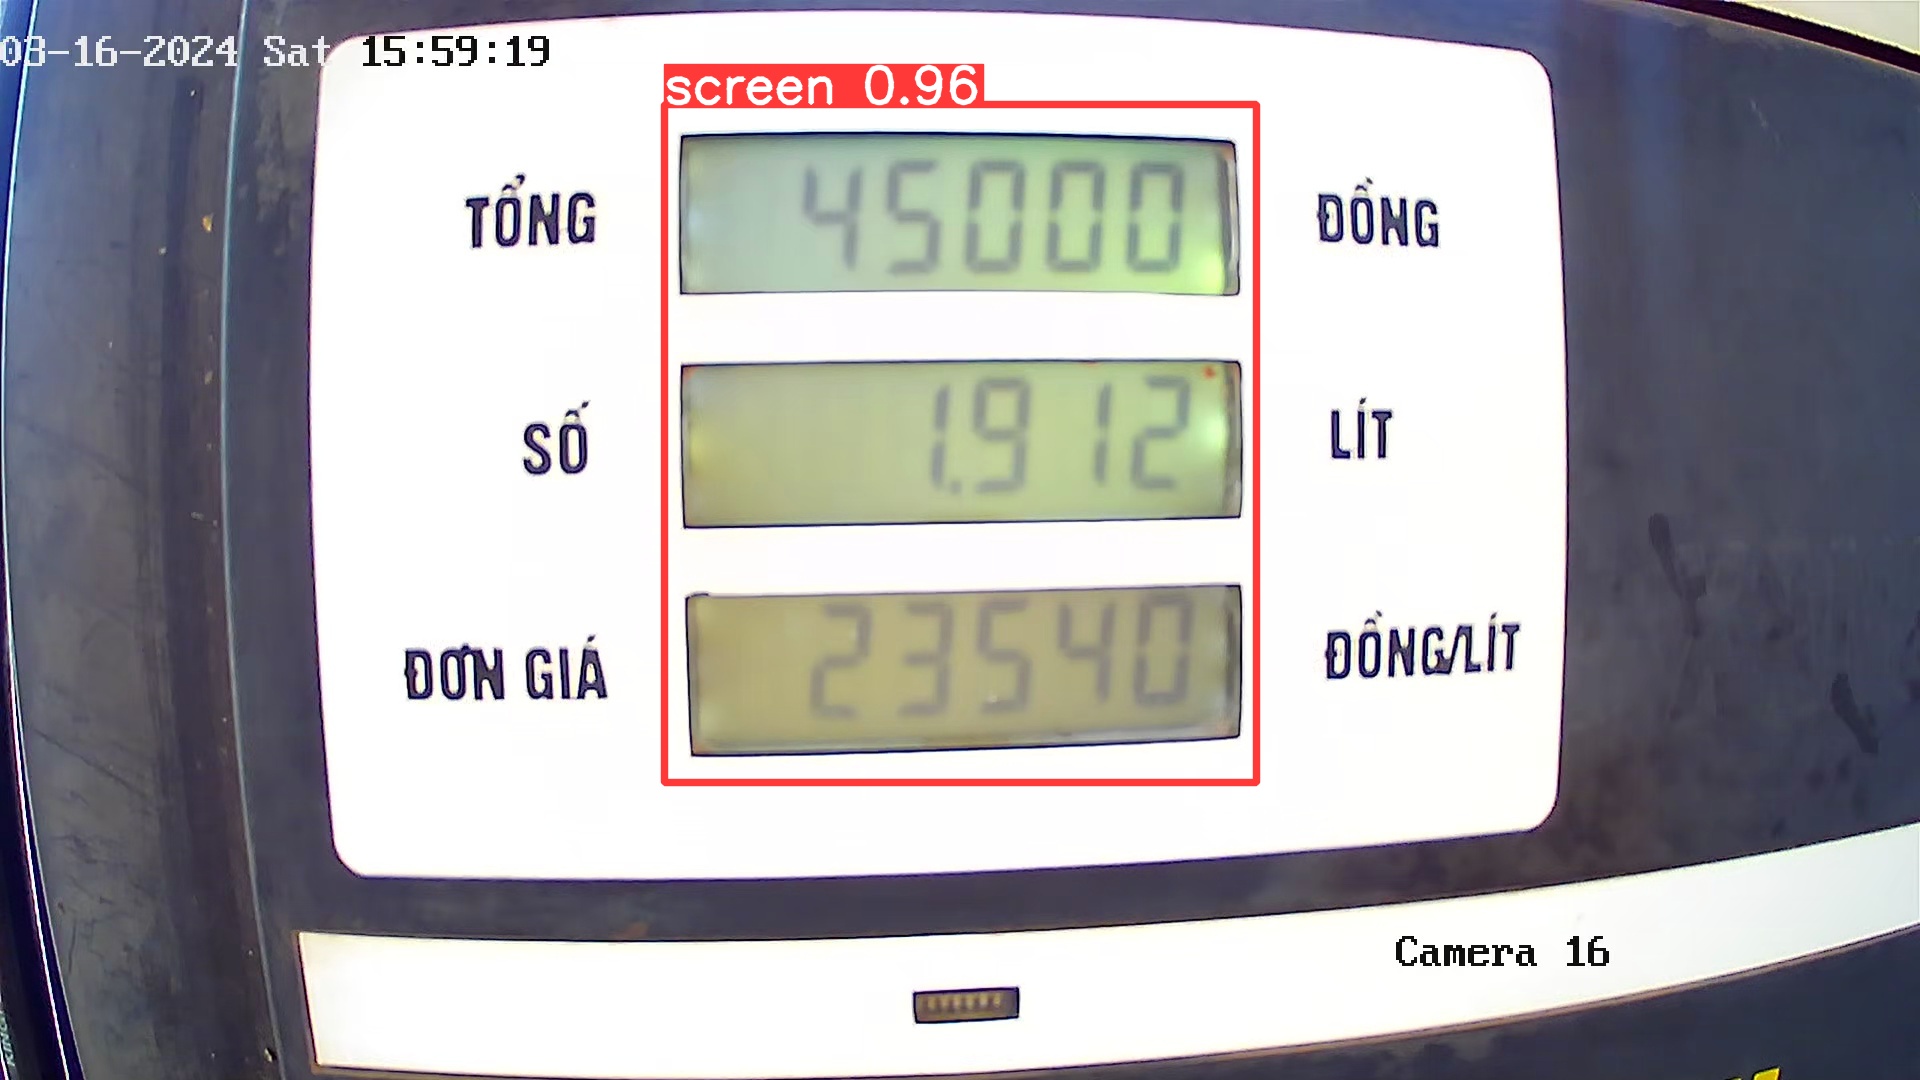 03-16-2024 Sat 15:59:19
screen 0.96
TỔNG 45000 ĐỒNG
SỐ 1.912 LÍT
ĐƠN GIÁ 23540 ĐỒNG/LÍT
Camera 16